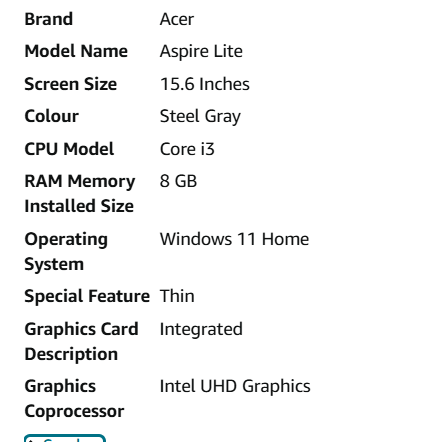 Brand Acer
Model Name Aspire Lite
Screen Size 15.6 Inches
Colour Steel Gray
CPU Model Core i3
RAM Memory 8 GB
Installed Size
Operating Windows 11 Home
System
Special Feature Thin
Graphics Card Integrated
Description
Graphics Intel UHD Graphics
Coprocessor